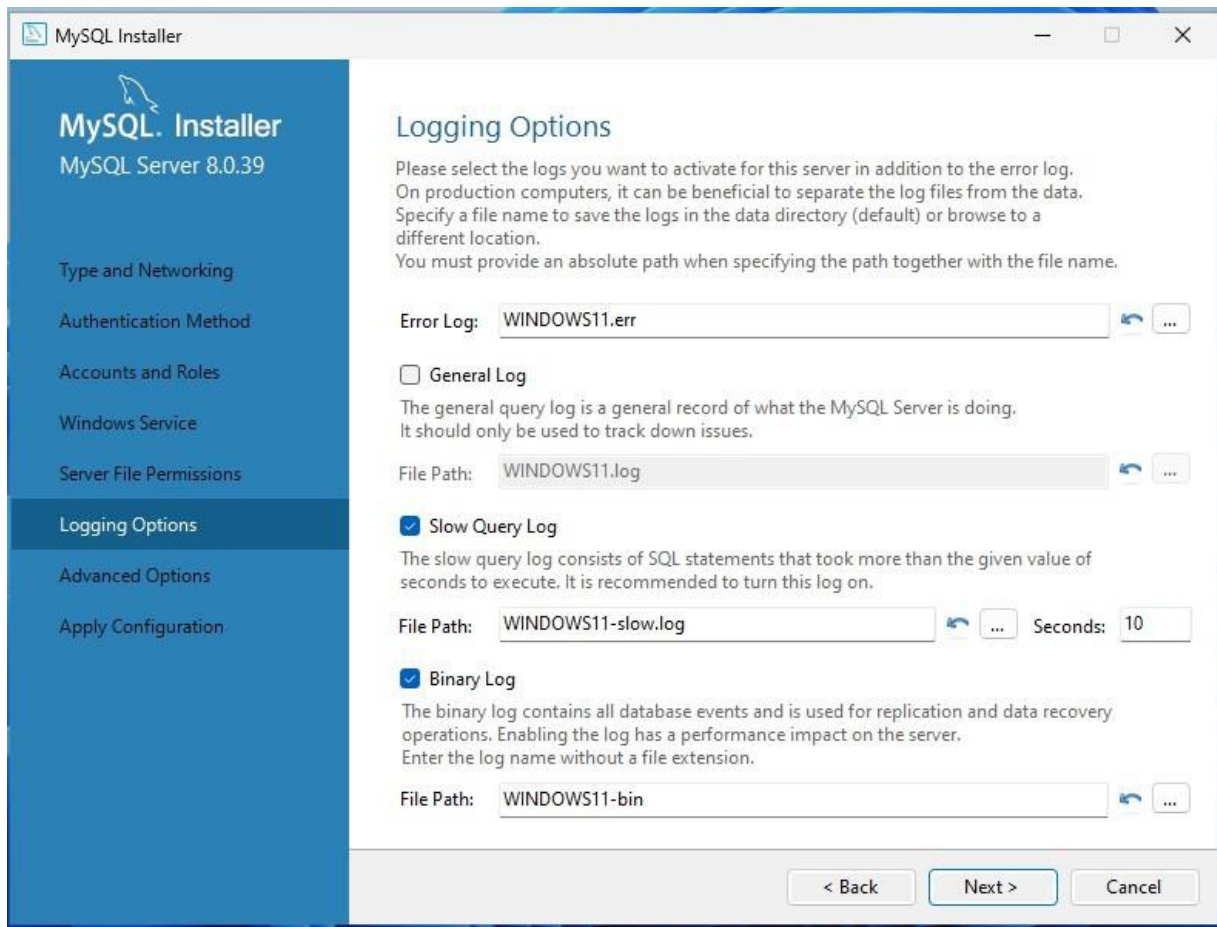 MySQL Installer
MySQL. Installer
MySQL Server 8.0.39
Type and Networking
Authentication Method
Accounts and Roles
Windows Service
Server File Permissions
Logging Options
Advanced Options
Apply Configuration
Logging Options
Please select the logs you want to activate for this server in addition to the error log.
On production computers, it can be beneficial to separate the log files from the data.
Specify a file name to save the logs in the data directory (default) or browse to a
different location.
You must provide an absolute path when specifying the path together with the file name.
Error Log: WINDOWS11.err ...
General Log
The general query log is a general record of what the MySQL Server is doing.
It should only be used to track down issues.
File Path: WINDOWS11.log ...
Slow Query Log
The slow query log consists of SQL statements that took more than the given value of
seconds to execute. It is recommended to turn this log on.
File Path: WINDOWS11-slow.log ... Seconds: 10
Binary Log
The binary log contains all database events and is used for replication and data recovery
operations. Enabling the log has a performance impact on the server.
Enter the log name without a file extension.
File Path: WINDOWS11-bin ...
< Back Next > Cancel